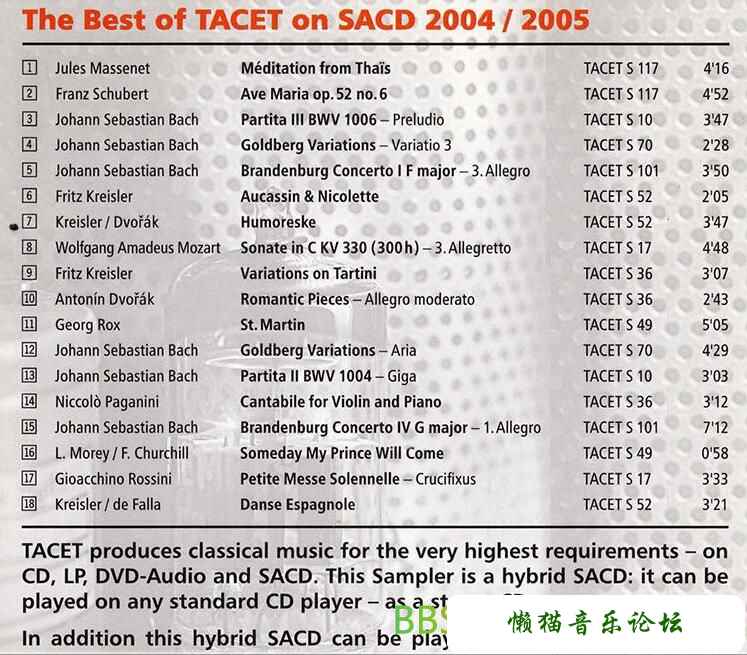 The Best of TACET on SACD 2004 / 2005
1 Jules Massenet Méditation from Thaïs TACET S 117 4'16
2 Franz Schubert Ave Maria op. 52 no. 6 TACET S 117 4'52
3 Johann Sebastian Bach Partita III BWV 1006 – Preludio TACET S 10 3'47
4 Johann Sebastian Bach Goldberg Variations – Variatio 3 TACET S 70 2'28
5 Johann Sebastian Bach Brandenburg Concerto I F major – 3. Allegro TACET S 101 3'50
6 Fritz Kreisler Aucassin & Nicolette TACET S 52 2'05
7 Kreisler / Dvořák Humoreske TACET S 52 3'47
8 Wolfgang Amadeus Mozart Sonate in C KV 330 (300h) – 3. Allegretto TACET S 17 4'48
9 Fritz Kreisler Variations on Tartini TACET S 36 3'07
10 Antonín Dvořák Romantic Pieces – Allegro moderato TACET S 36 2'43
11 Georg Rox St. Martin TACET S 49 5'05
12 Johann Sebastian Bach Goldberg Variations – Aria TACET S 70 4'29
13 Johann Sebastian Bach Partita II BWV 1004 – Giga TACET S 10 3'03
14 Niccolò Paganini Cantabile for Violin and Piano TACET S 36 3'12
15 Johann Sebastian Bach Brandenburg Concerto IV G major – 1. Allegro TACET S 101 7'12
16 L. Morey / F. Churchill Someday My Prince Will Come TACET S 49 0'58
17 Gioacchino Rossini Petite Messe Solennelle – Crucifixus TACET S 17 3'33
18 Kreisler / de Falla Danse Espagnole TACET S 52 3'21
TACET produces classical music for the very highest requirements – on
CD, LP, DVD-Audio and SACD. This Sampler is a hybrid SACD: it can be
played on any standard CD player – as a
In addition this hybrid SACD can be
BBS
懒猫音乐论坛